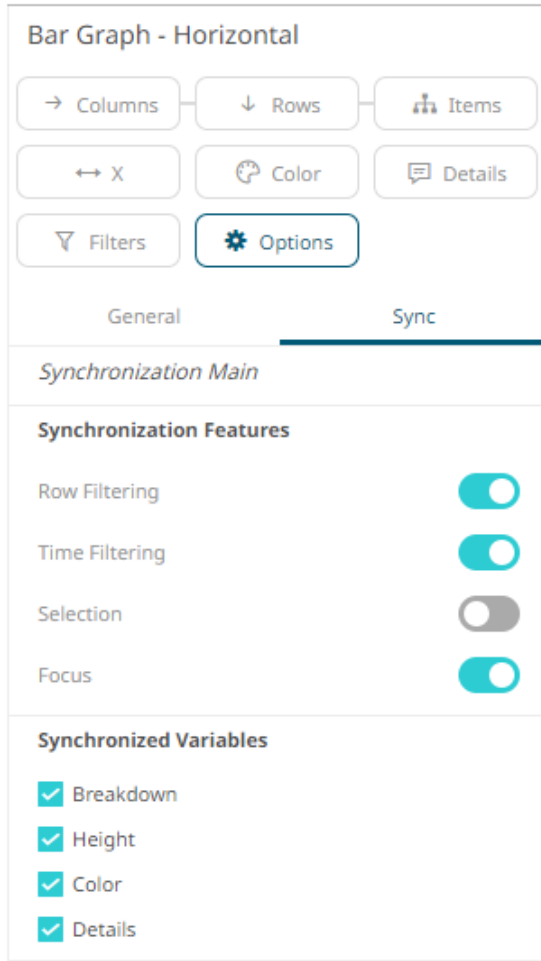 Bar Graph - Horizontal
Columns Rows Items
X Color Details
Filters Options
General Sync
Synchronization Main
Synchronization Features
Row Filtering
Time Filtering
Selection
Focus
Synchronized Variables
Breakdown
Height
Color
Details